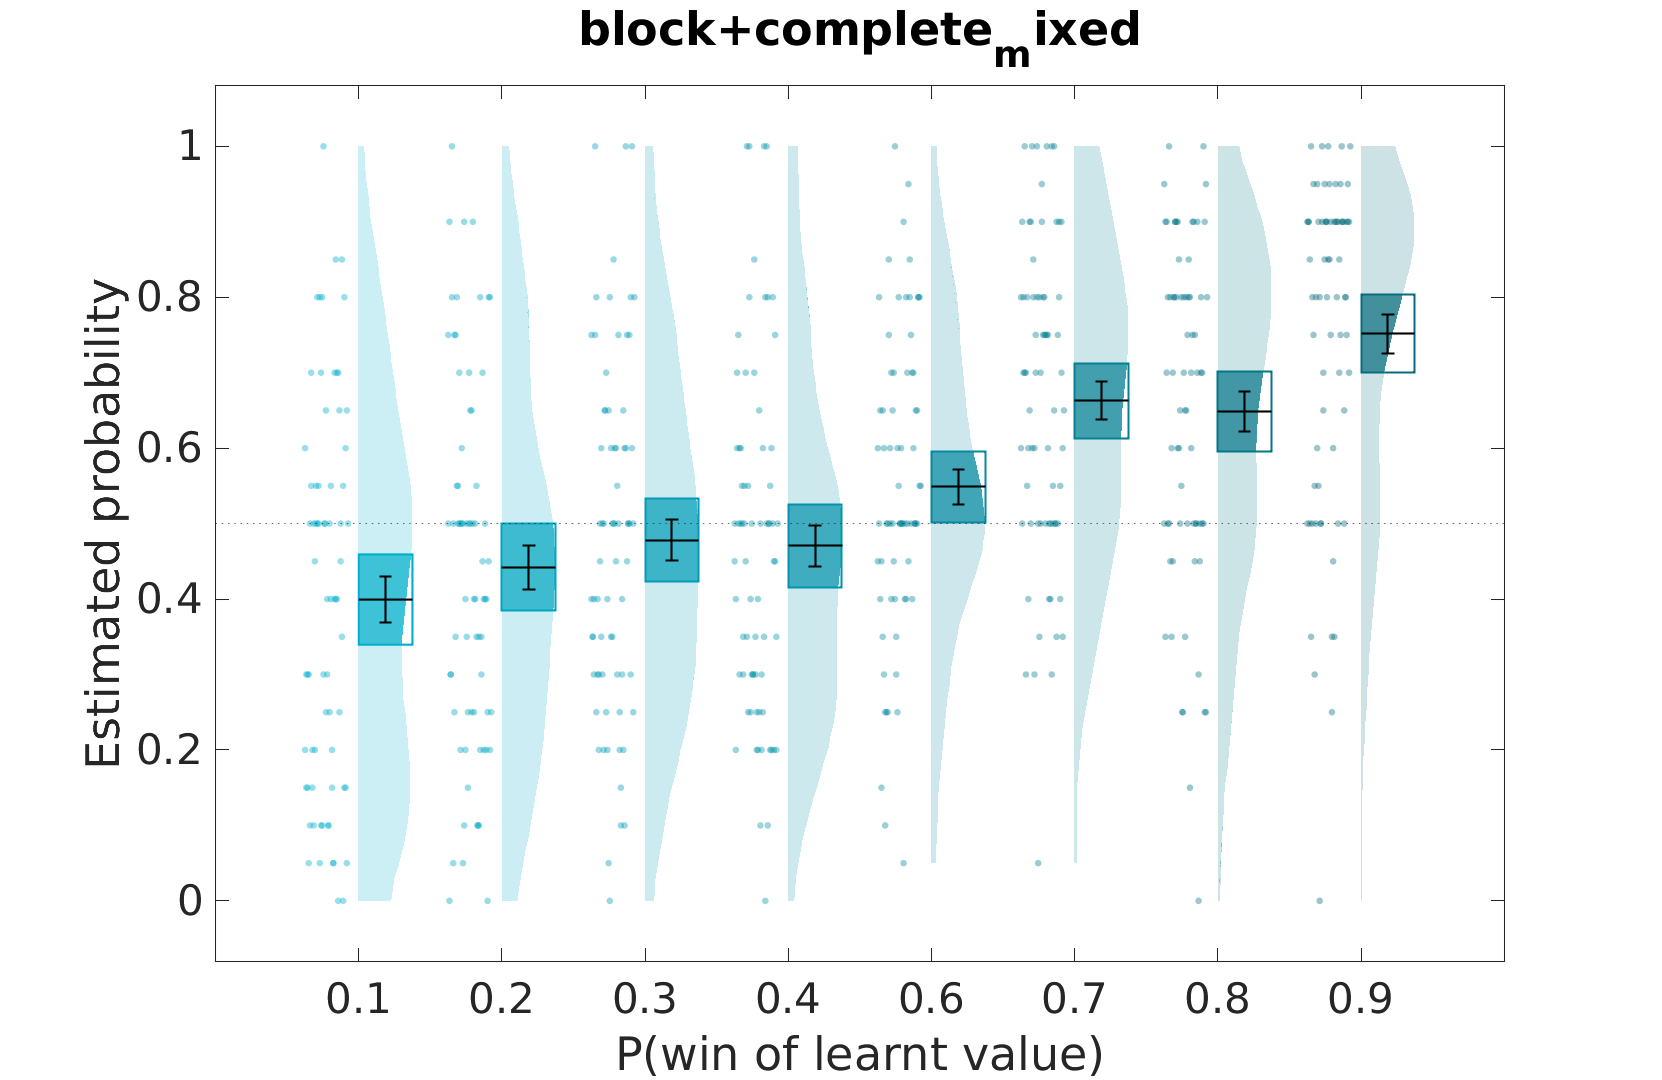 block+complete_mixed
1
0.8
0.6
0.4
0.2
0
Estimated probability
0.1 0.2 0.3 0.4 0.6 0.7 0.8 0.9
P(win of learnt value)